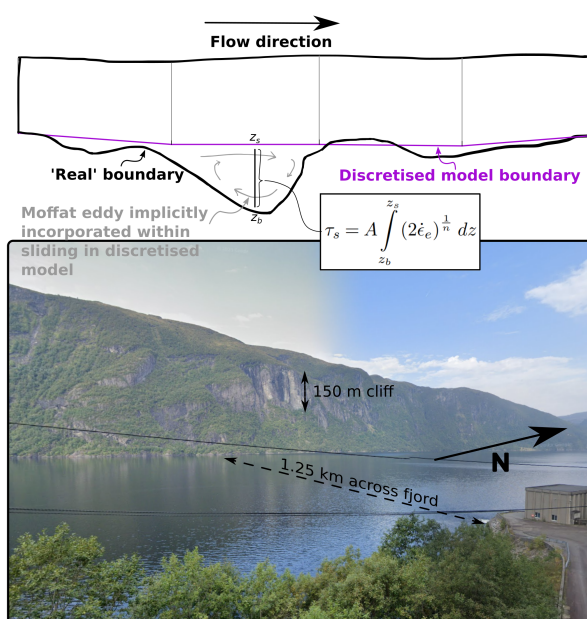 Flow direction
z_s
'Real' boundary
Discretised model boundary
z_b
Moffat eddy implicitly
incorporated within
sliding in discretised
model
τ_s = A ∫_{z_b}^{z_s} (2ε̇_e)^{1/n} dz
150 m cliff
N
1.25 km across fjord